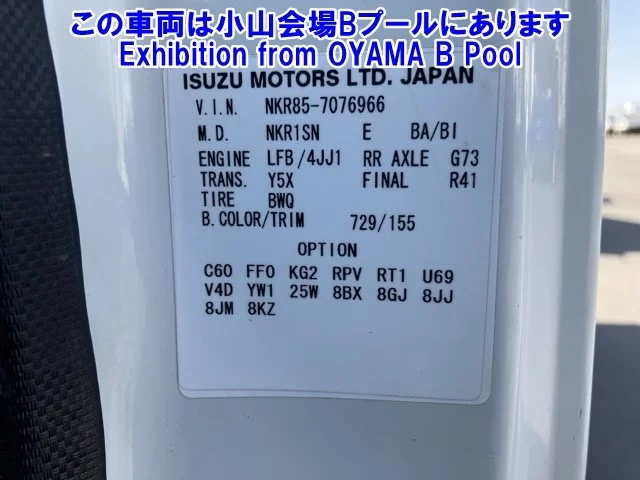 この車両は小山会場Bプールにあります
Exhibition from OYAMA B Pool
ISUZU MOTORS LTD. JAPAN
V.I.N. NKR85-7076966
M.D. NKR1SN E BA/BI
ENGINE LFB/4JJ1 RR AXLE G73
TRANS. Y5X FINAL R41
TIRE BWQ
B.COLOR/TRIM 729/155
OPTION
C60 FF0 KG2 RPV RT1 U69
V4D YW1 25W 8BX 8GJ 8JJ
8JM 8KZ